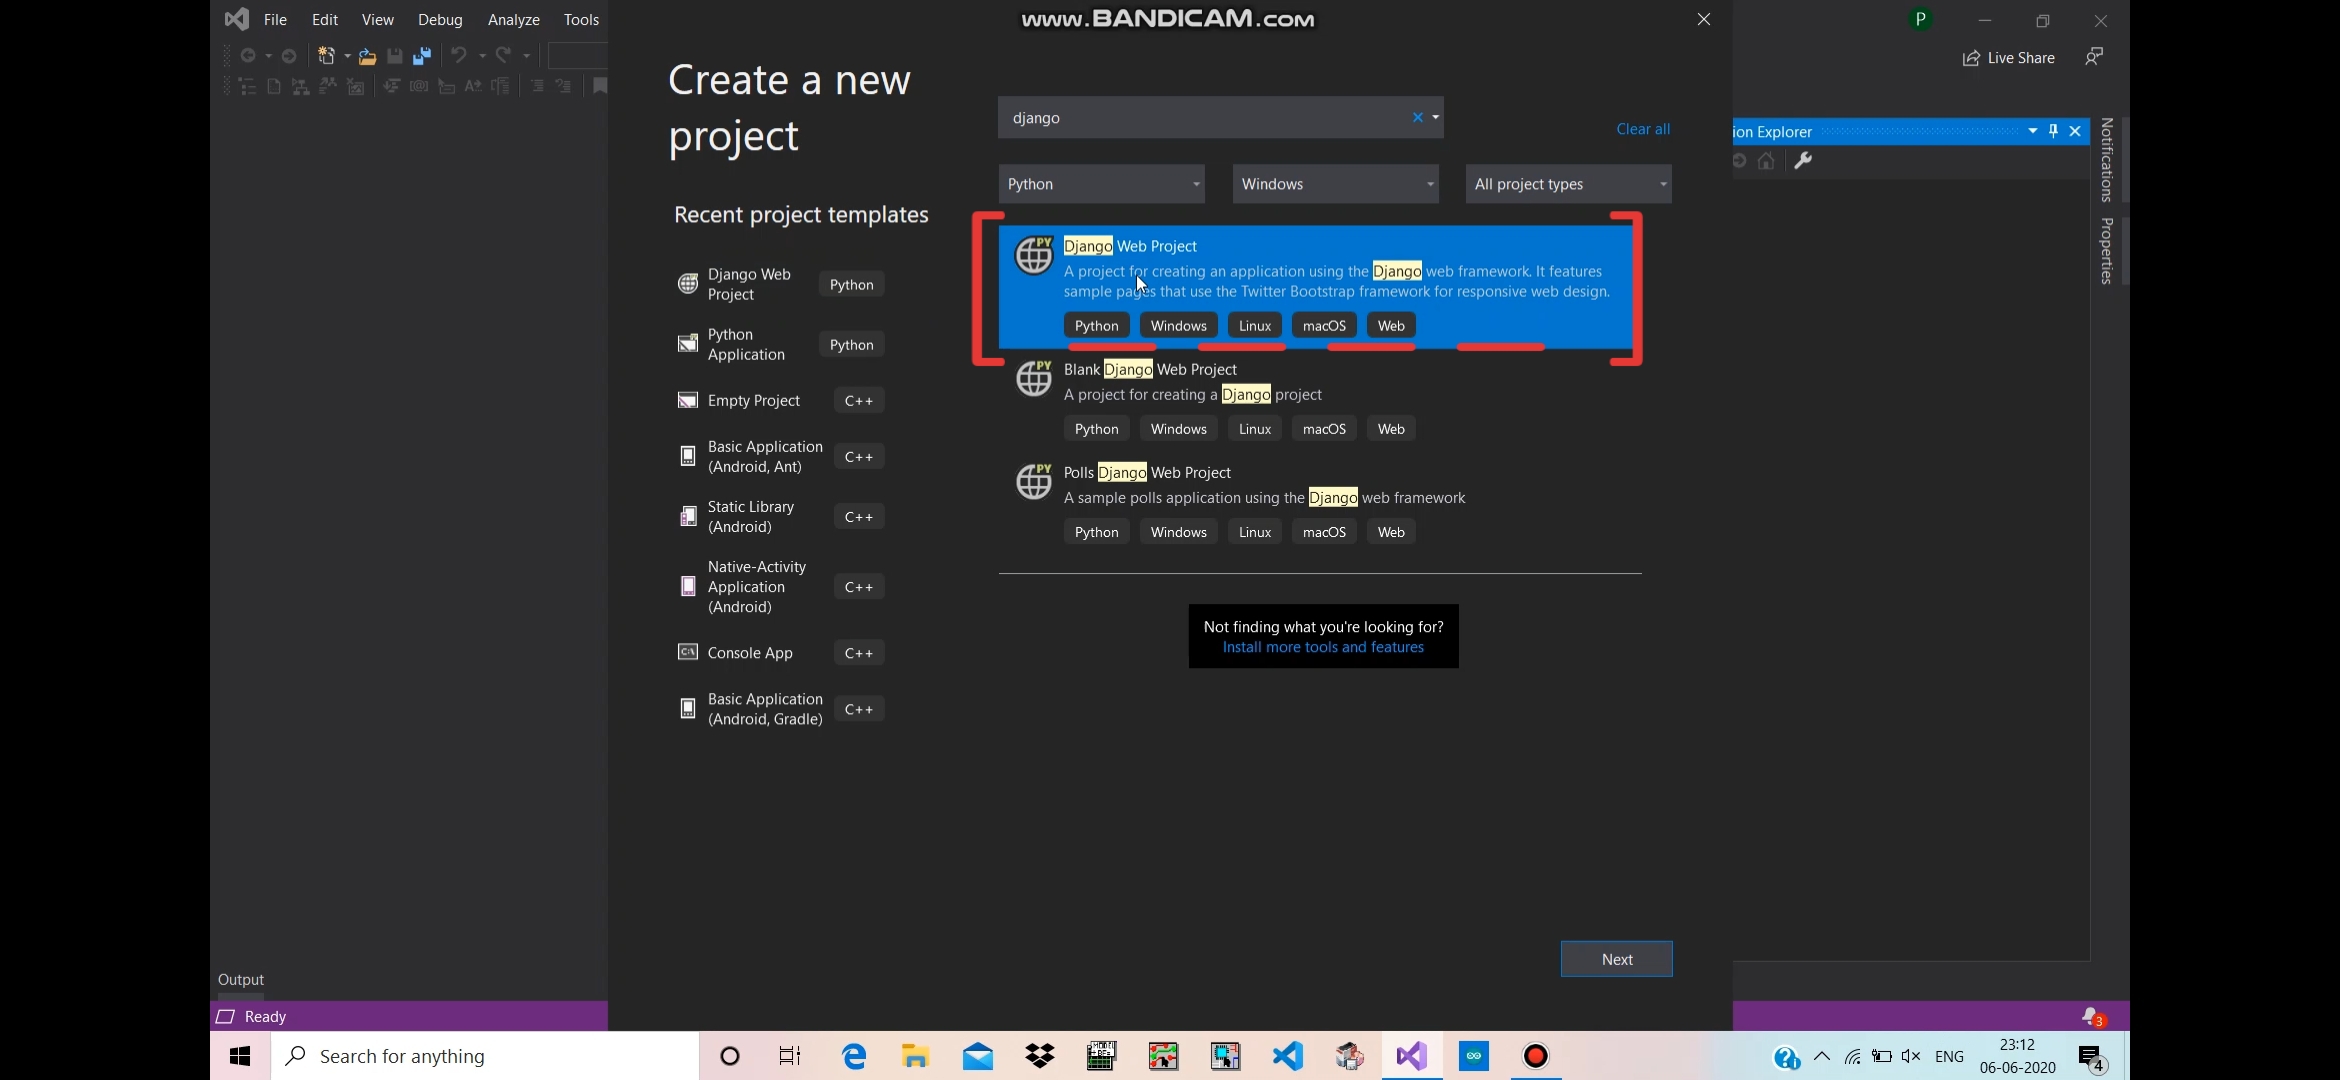 File Edit View Debug Analyze Tools
www.BANDICAM.com
P
Live Share
Create a new
project
django
Clear all
Python
Windows
All project types
ion Explorer
Notifications
Properties
Recent project templates
Django Web
Project
Python
Python
Application
Python
Empty Project
C++
Basic Application
(Android, Ant)
C++
Static Library
(Android)
C++
Native-Activity
Application
(Android)
C++
Console App
C++
Basic Application
(Android, Gradle)
C++
PY
Django Web Project
A project for creating an application using the Django web framework. It features
sample pages that use the Twitter Bootstrap framework for responsive web design.
Python Windows Linux macOS Web
PY
Blank Django Web Project
A project for creating a Django project
Python Windows Linux macOS Web
PY
Polls Django Web Project
A sample polls application using the Django web framework
Python Windows Linux macOS Web
Not finding what you're looking for?
Install more tools and features
Next
Output
Ready
3
Search for anything
ENG
23:12
06-06-2020
4